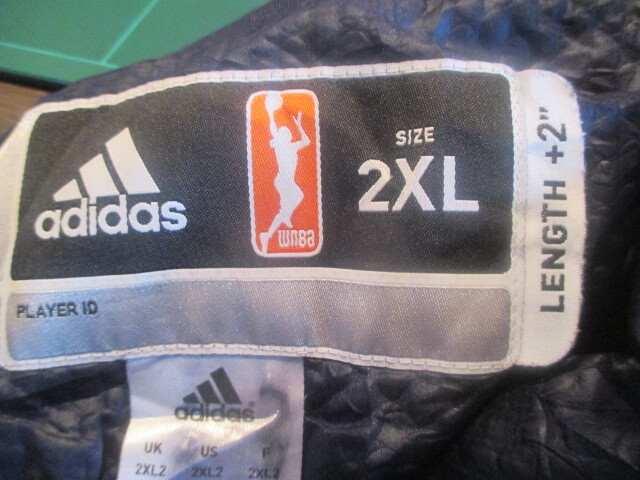 adidas
wnba
SIZE
2XL
LENGTH +2"
PLAYER ID
adidas
UK US F
2XL2 2XL2 2XL2